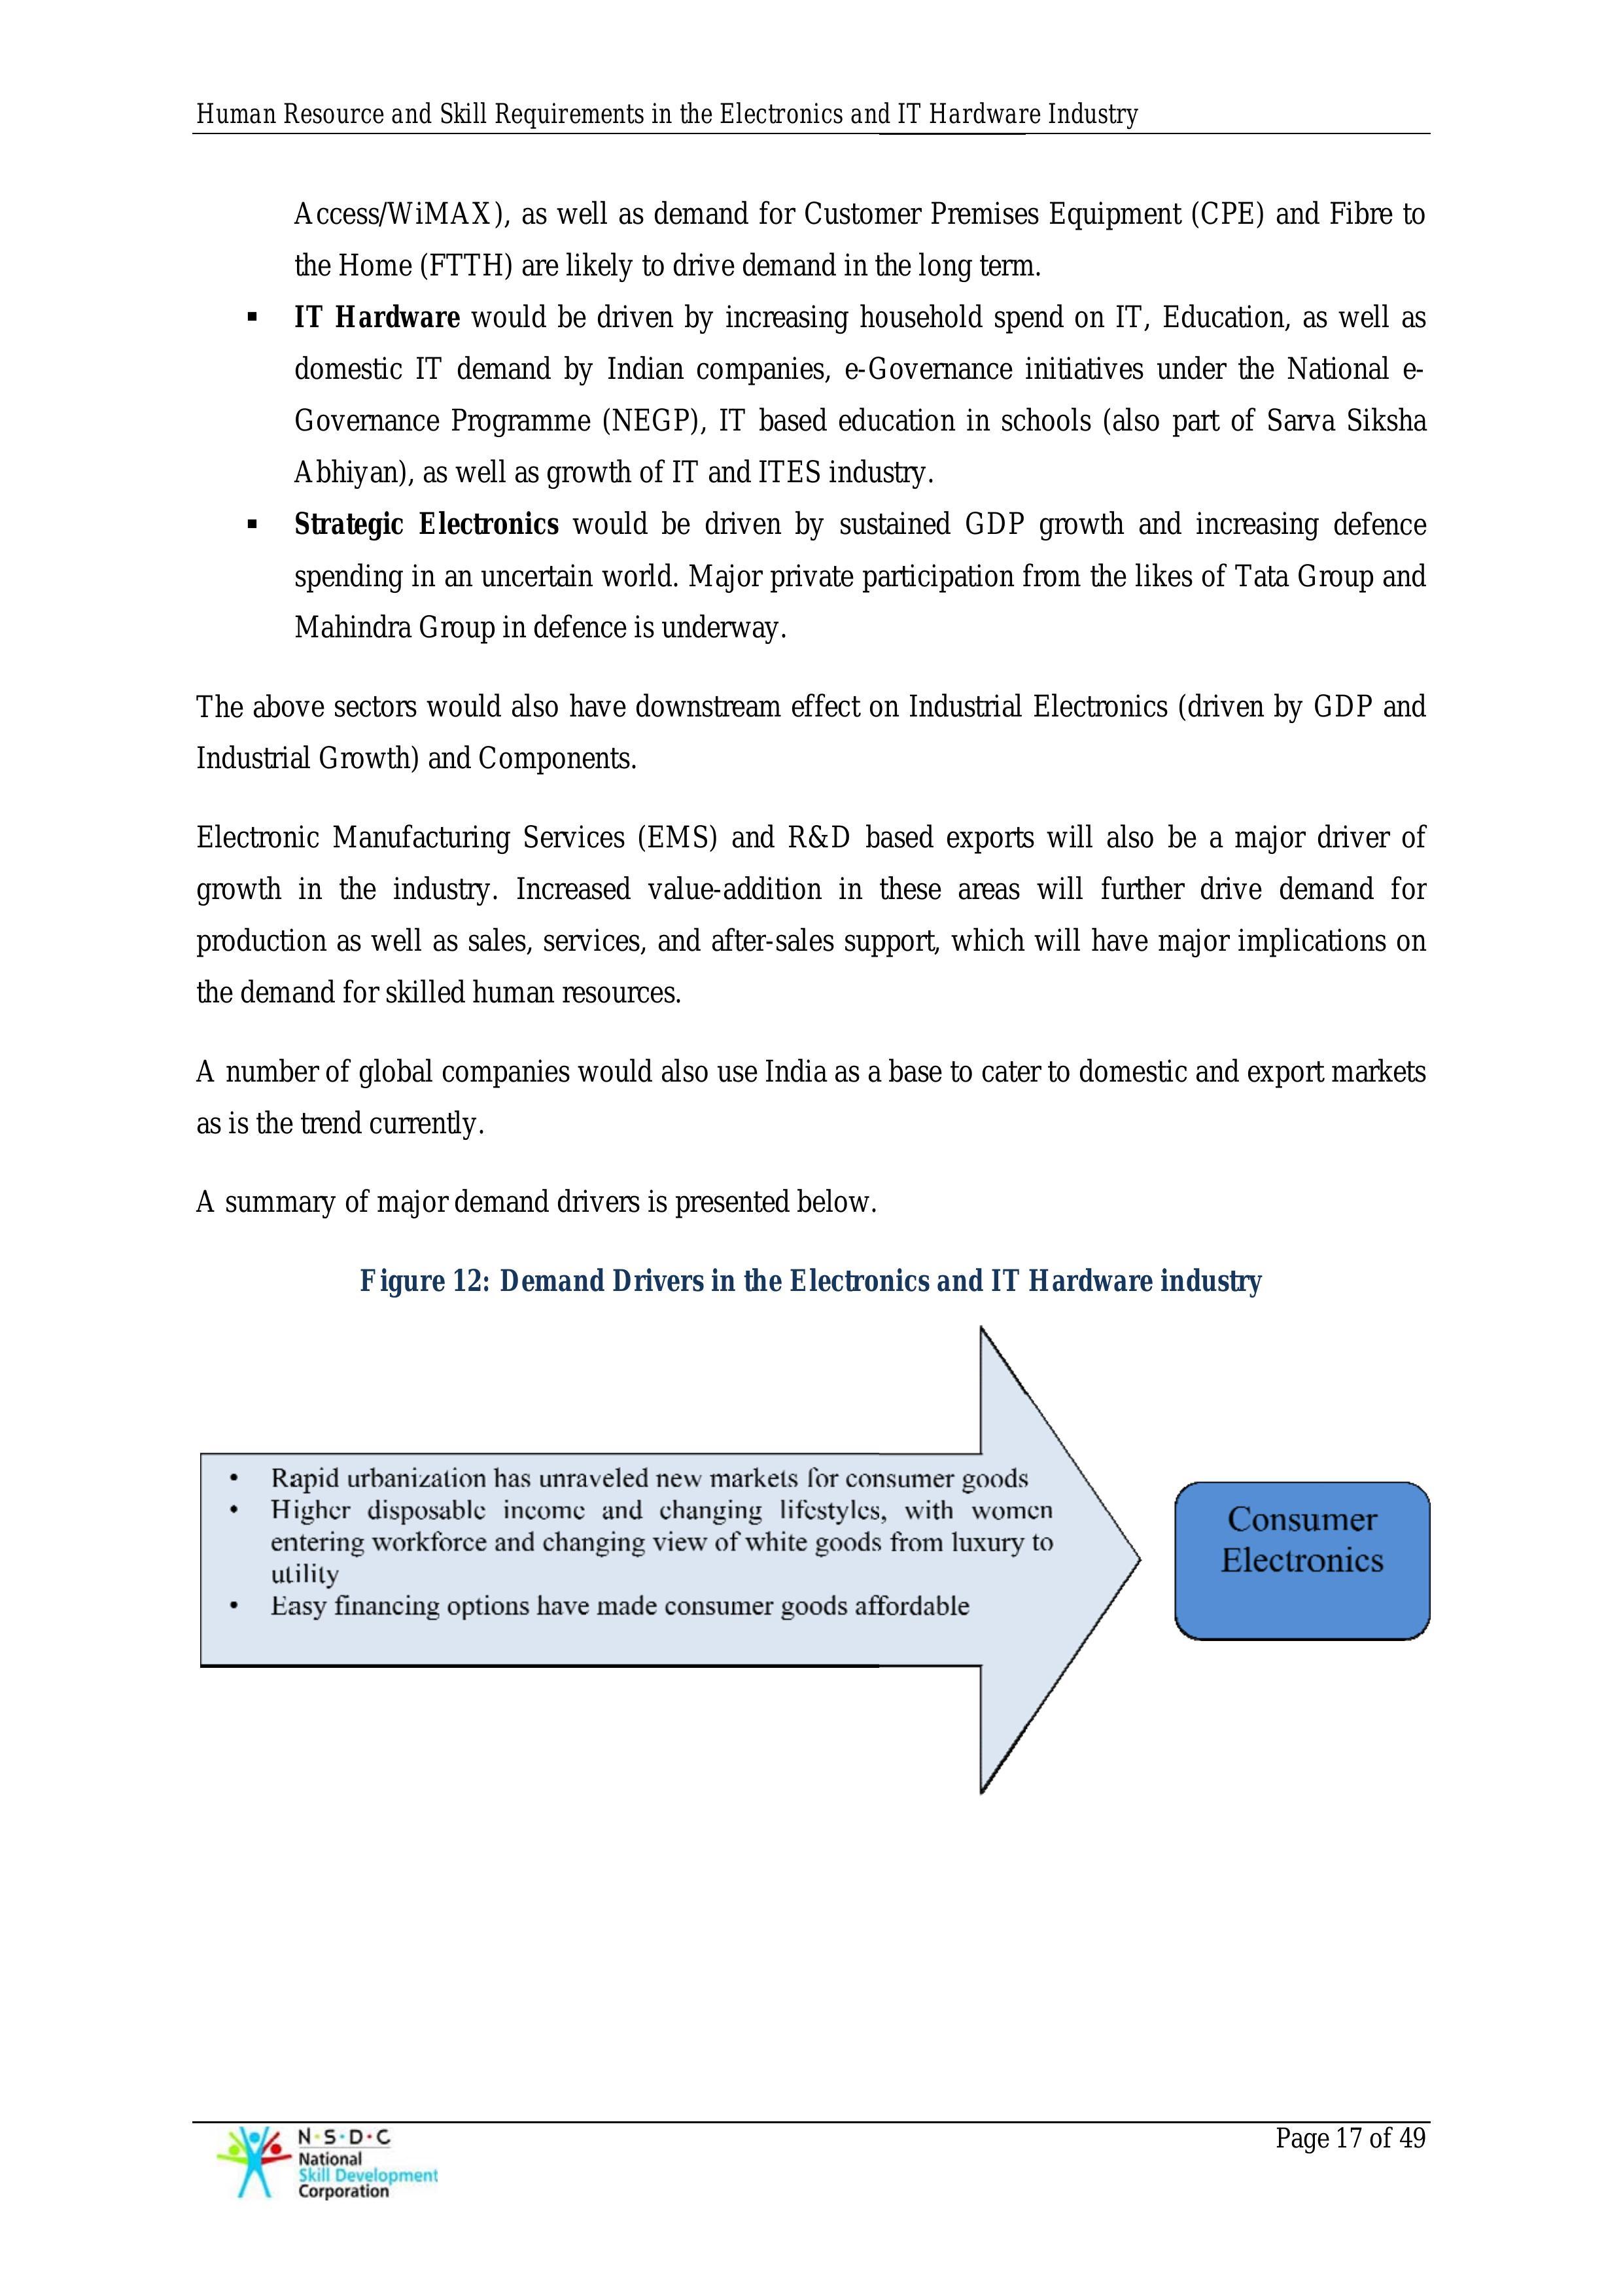 Human Resource and Skill Requirements in the Electronics and IT Hardware Industry
Access/WiMAX), as well as demand for Customer Premises Equipment (CPE) and Fibre to
the Home (FTTH) are likely to drive demand in the long term.
▪ IT Hardware would be driven by increasing household spend on IT, Education, as well as
domestic IT demand by Indian companies, e-Governance initiatives under the National e-
Governance Programme (NEGP), IT based education in schools (also part of Sarva Siksha
Abhiyan), as well as growth of IT and ITES industry.
▪ Strategic Electronics would be driven by sustained GDP growth and increasing defence
spending in an uncertain world. Major private participation from the likes of Tata Group and
Mahindra Group in defence is underway.
The above sectors would also have downstream effect on Industrial Electronics (driven by GDP and
Industrial Growth) and Components.
Electronic Manufacturing Services (EMS) and R&D based exports will also be a major driver of
growth in the industry. Increased value-addition in these areas will further drive demand for
production as well as sales, services, and after-sales support, which will have major implications on
the demand for skilled human resources.
A number of global companies would also use India as a base to cater to domestic and export markets
as is the trend currently.
A summary of major demand drivers is presented below.
Figure 12: Demand Drivers in the Electronics and IT Hardware industry
• Rapid urbanization has unraveled new markets for consumer goods
• Higher disposable income and changing lifestyles, with women
entering workforce and changing view of white goods from luxury to
utility
• Easy financing options have made consumer goods affordable
Consumer
Electronics
N·S·D·C
National
Skill Development
Corporation
Page 17 of 49